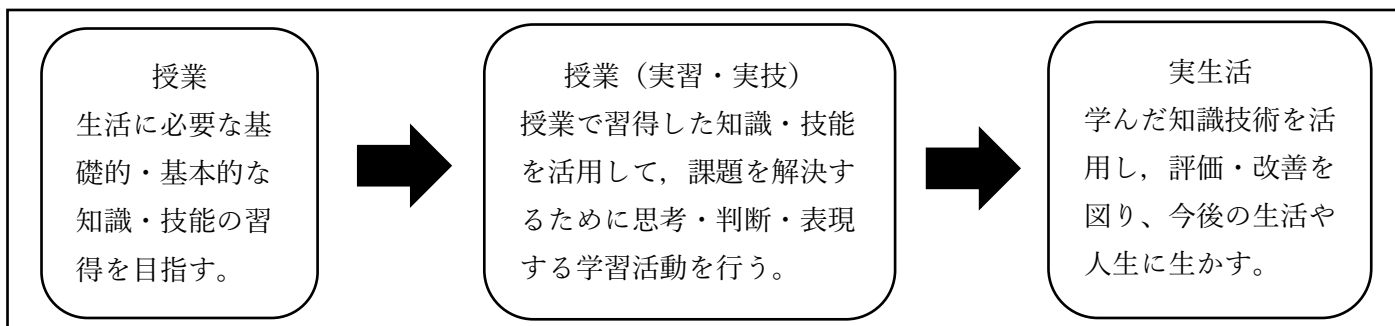 授業
生活に必要な基
礎的・基本的な
知識・技能の習
得を目指す。
授業（実習・実技）
授業で習得した知識・技能
を活用して，課題を解決す
るために思考・判断・表現
する学習活動を行う。
実生活
学んだ知識技術を活
用し，評価・改善を
図り、今後の生活や
人生に生かす。